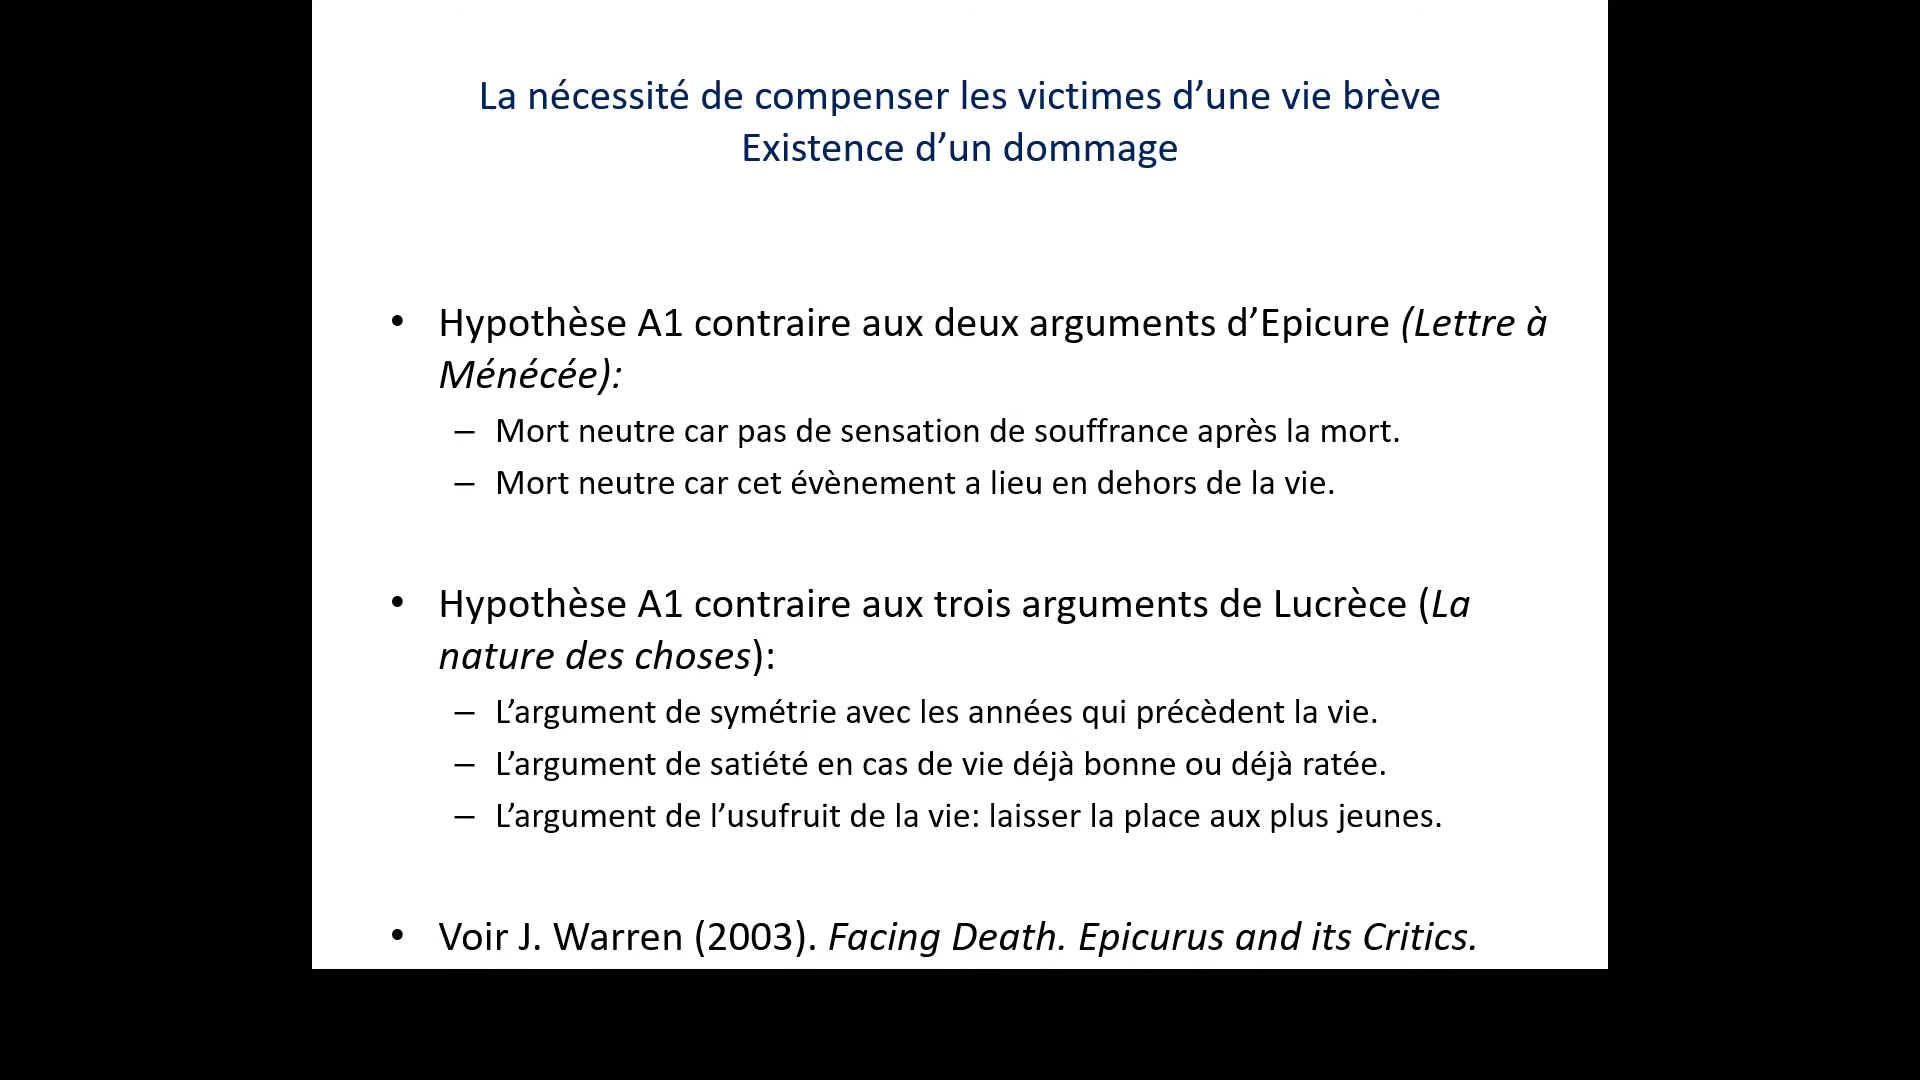 La nécessité de compenser les victimes d’une vie brève
Existence d’un dommage
• Hypothèse A1 contraire aux deux arguments d’Epicure (Lettre à
Ménécée):
– Mort neutre car pas de sensation de souffrance après la mort.
– Mort neutre car cet évènement a lieu en dehors de la vie.
• Hypothèse A1 contraire aux trois arguments de Lucrèce (La
nature des choses):
– L’argument de symétrie avec les années qui précèdent la vie.
– L’argument de satiété en cas de vie déjà bonne ou déjà ratée.
– L’argument de l’usufruit de la vie: laisser la place aux plus jeunes.
• Voir J. Warren (2003). Facing Death. Epicurus and its Critics.